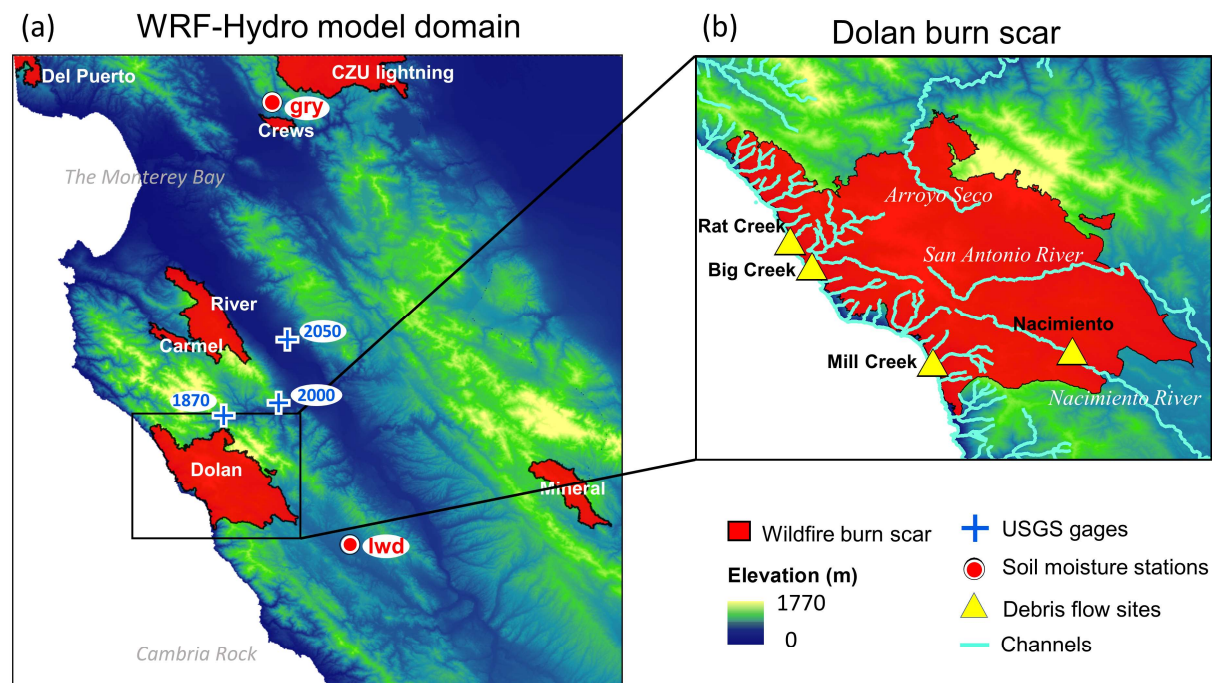 (a)
WRF-Hydro model domain
Del Puerto
CZU lightning
gry
Crews
The Monterey Bay
River
2050
Carmel
2000
1870
Dolan
Mineral
lwd
Cambria Rock
(b)
Dolan burn scar
Arroyo Seco
Rat Creek
San Antonio River
Big Creek
Nacimiento
Mill Creek
Nacimiento River
Wildfire burn scar
Elevation (m)
1770
0
USGS gages
Soil moisture stations
Debris flow sites
Channels